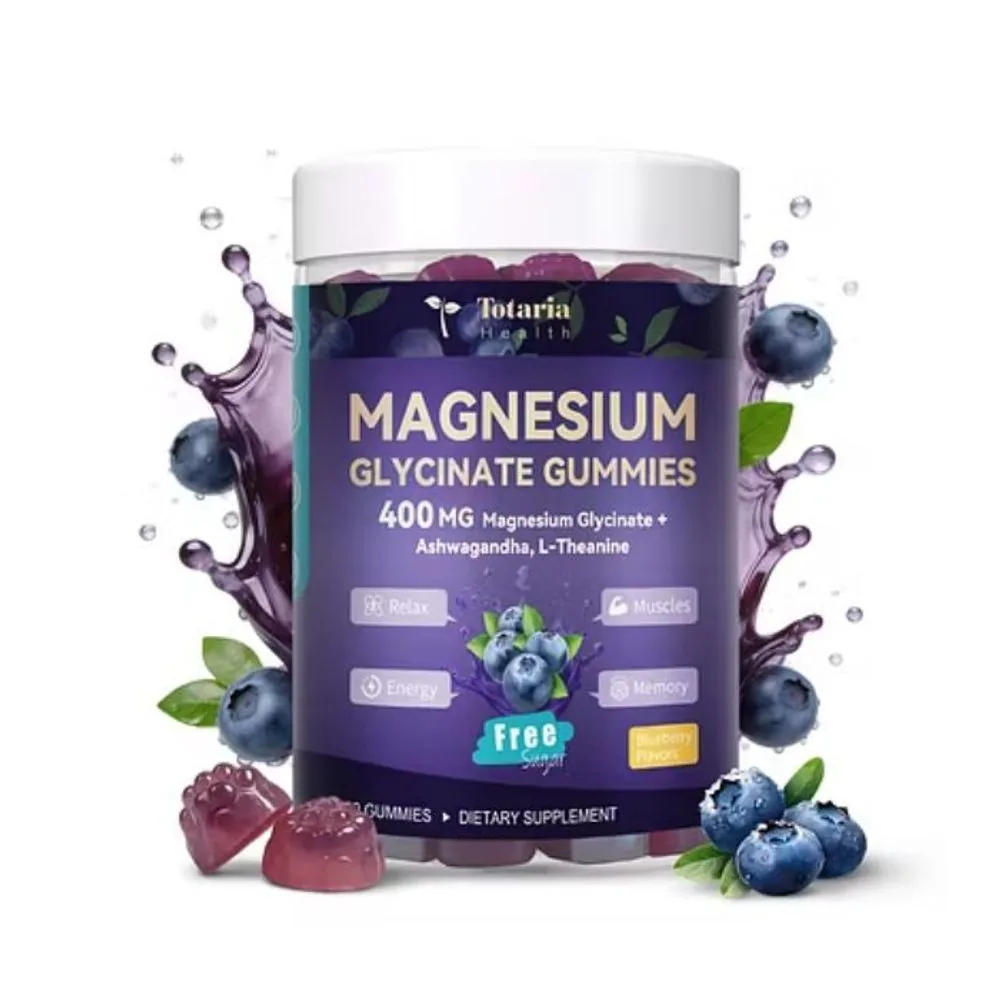 Totaria
Health
MAGNESIUM
GLYCINATE GUMMIES
400 MG Magnesium Glycinate +
Ashwagandha, L-Theanine
Relax
Muscles
Energy
Memory
Free
Sugar
Blueberry
Flavors
GUMMIES ▸ DIETARY SUPPLEMENT